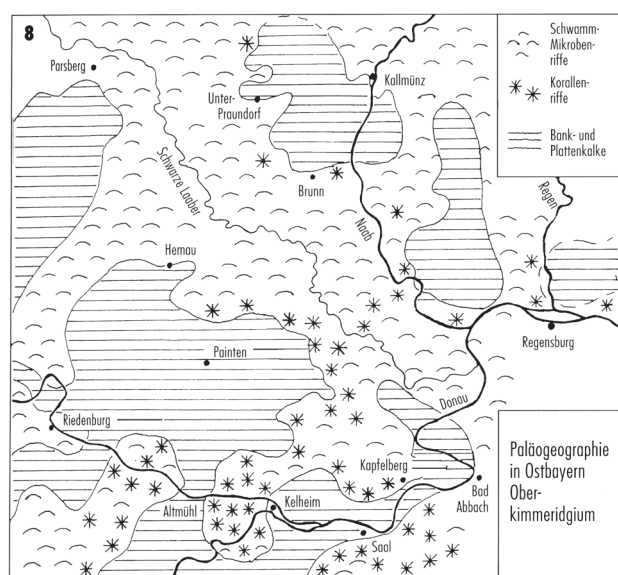 8
Schwamm-
Mikroben-
riffe
Korallen-
riffe
Bank- und
Plattenkalke
Parsberg
Kallmünz
Unter-
Praundorf
Schwarze Laaber
Brunn
Naab
Regen
Hemau
Regensburg
Painten
Donau
Riedenburg
Kapfelberg
Bad
Abbach
Altmühl
Kelheim
Saal
Paläogeographie
in Ostbayern
Ober-
kimmeridgium